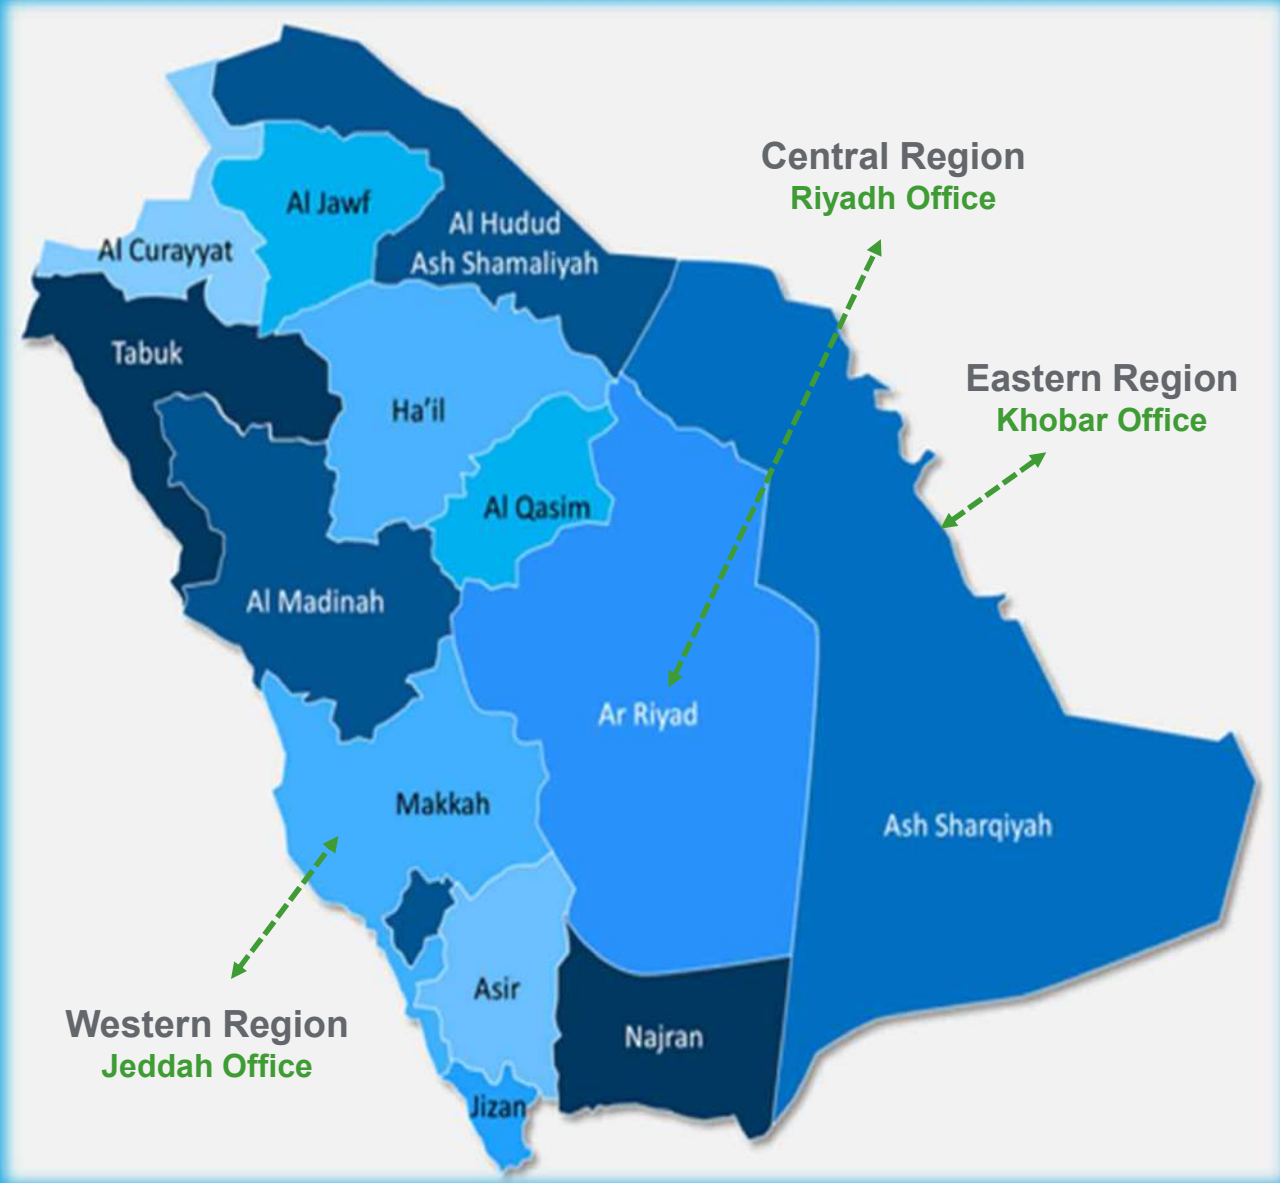 Central Region
Riyadh Office
Al Jawf
Al Hudud
Ash Shamaliyah
Al Curayyat
Tabuk
Eastern Region
Khobar Office
Ha'il
Al Qasim
Al Madinah
Ar Riyad
Makkah
Ash Sharqiyah
Asir
Western Region
Jeddah Office
Najran
Jizan